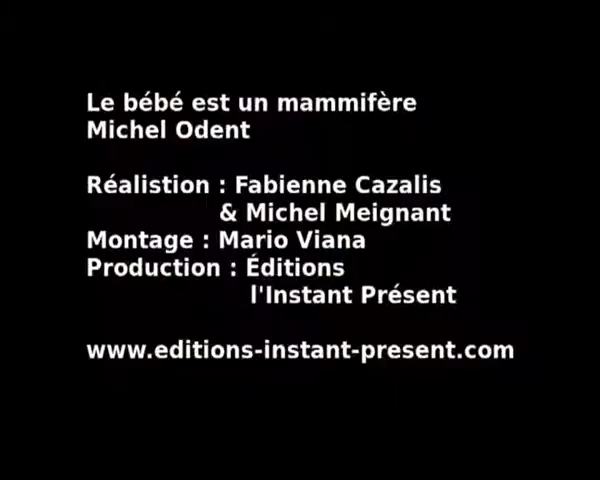 Le bébé est un mammifère
Michel Odent
Réalistion : Fabienne Cazalis
& Michel Meignant
Montage : Mario Viana
Production : Éditions
l'Instant Présent
www.editions-instant-present.com